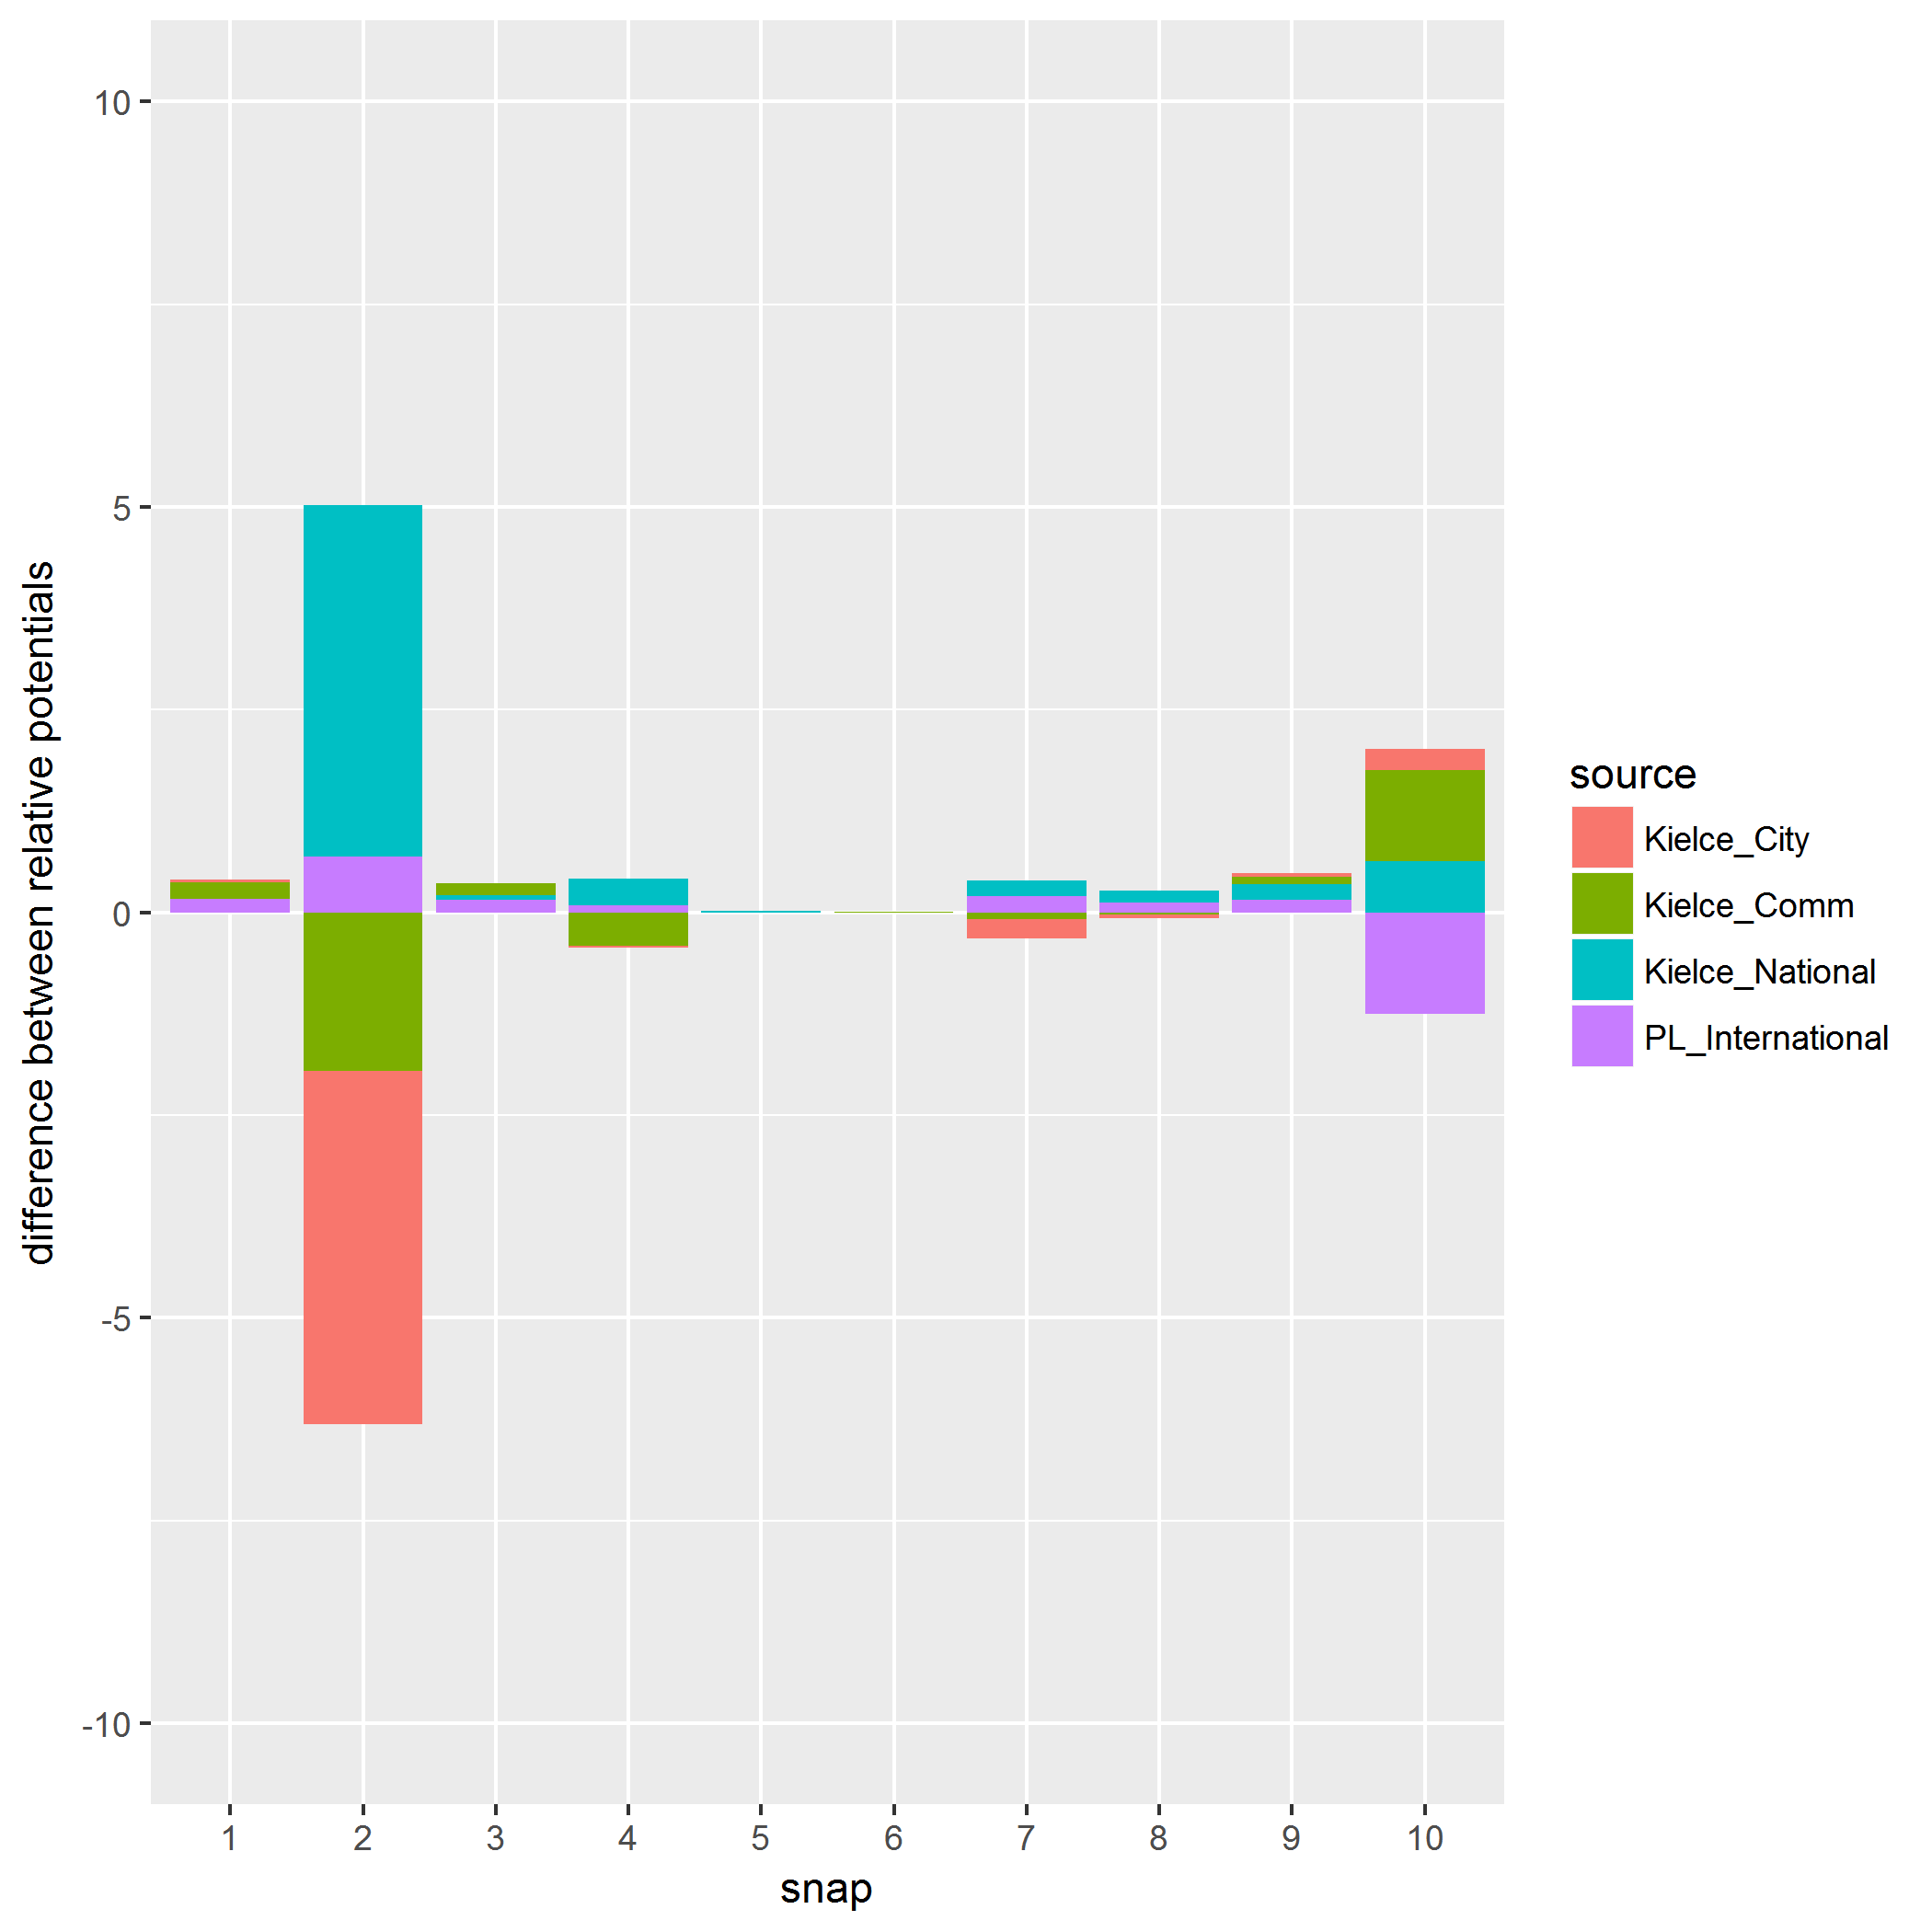 difference between relative potentials
10
5
0
-5
-10
1 2 3 4 5 6 7 8 9 10
snap
source
Kielce_City
Kielce_Comm
Kielce_National
PL_International